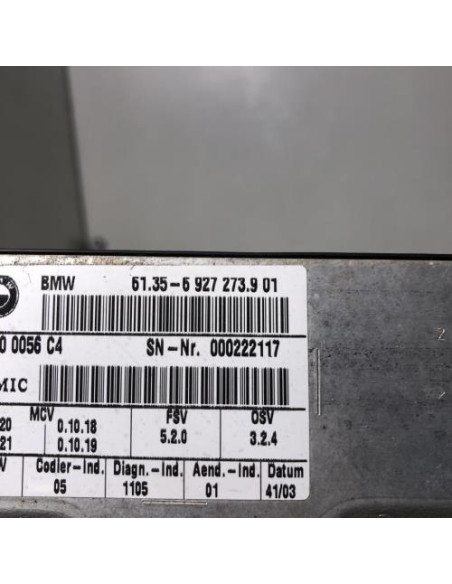 BMW 61.35-6 927 273.9 01
0 0056 C4 SN-Nr. 000222117
MIC
20 MCV 0.10.18 FSV OSV
21 0.10.19 5.2.0 3.2.4
Codier-Ind. Diagn.-Ind. Aend.-Ind. Datum
05 1105 01 41/03
2